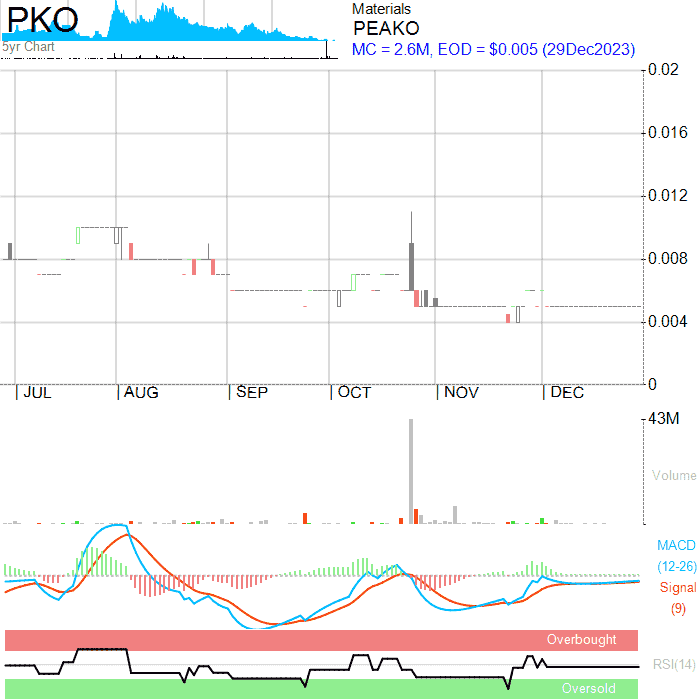 PKO
5yr Chart
Materials
PEAKO
MC = 2.6M, EOD = $0.005 (29Dec2023)
0.02
0.016
0.012
0.008
0.004
0
JUL AUG SEP OCT NOV DEC
43M
Volume
MACD
(12-26)
Signal
(9)
Overbought
RSI(14)
Oversold